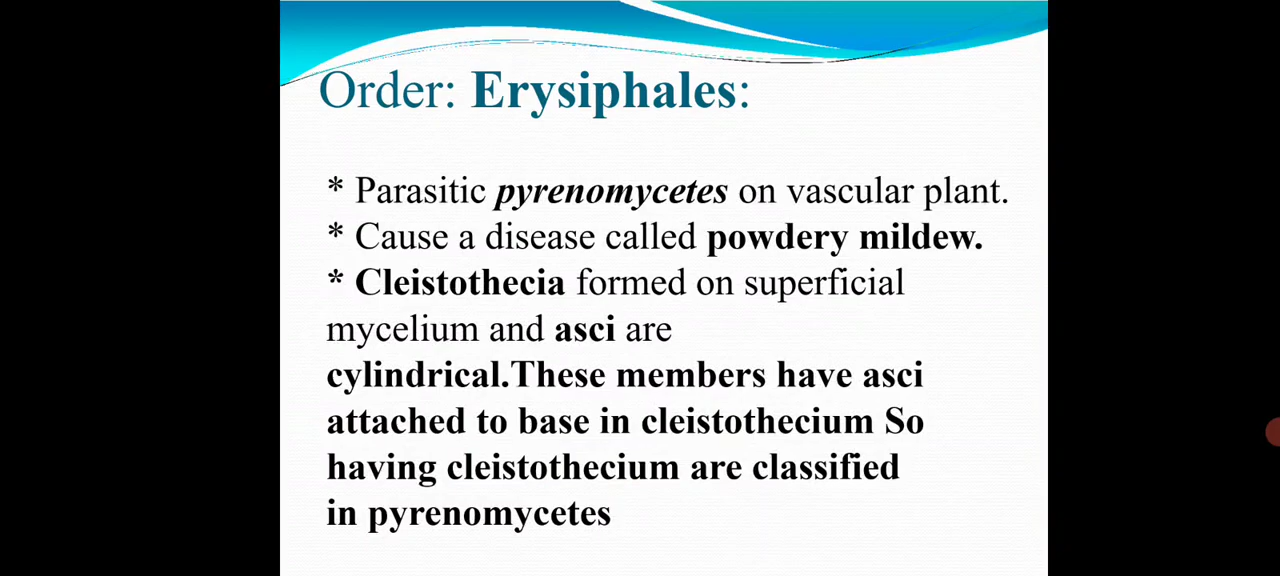 Order: Erysiphales:
* Parasitic pyrenomycetes on vascular plant.
* Cause a disease called powdery mildew.
* Cleistothecia formed on superficial
mycelium and asci are
cylindrical.These members have asci
attached to base in cleistothecium So
having cleistothecium are classified
in pyrenomycetes